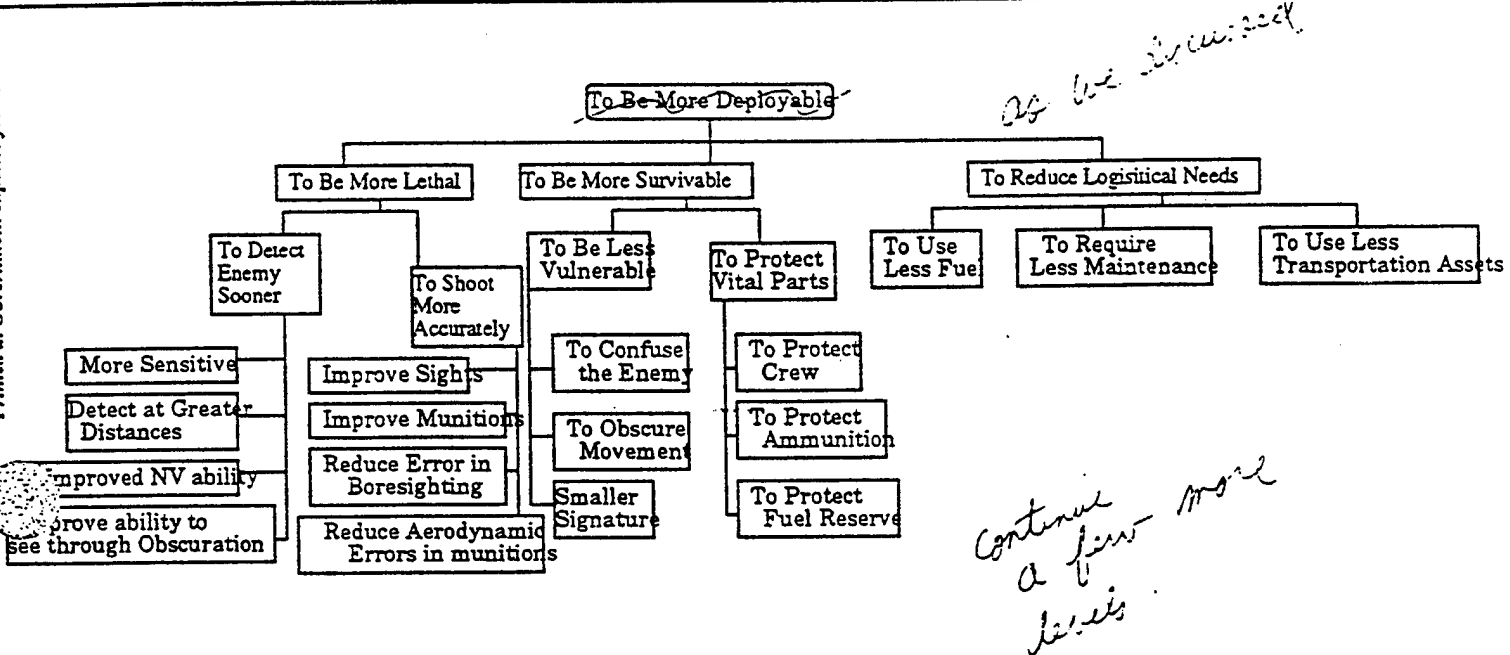 as we
To Be More Deployable
To Be More Lethal
To Be More Survivable
To Reduce Logisitical Needs
To Detect
Enemy
Sooner
To Shoot
More
Accurately
To Be Less
Vulnerable
To Protect
Vital Parts
To Use
Less Fuel
To Require
Less Maintenance
To Use Less
Transportation Assets
More Sensitive
Detect at Greater
Distances
mproved NV ability
prove ability to
see through Obscuration
Improve Sights
Improve Munitions
Reduce Error in
Boresighting
Reduce Aerodynamic
Errors in munitions
To Confuse
the Enemy
To Obscure
Movement
Smaller
Signature
To Protect
Crew
To Protect
Ammunition
To Protect
Fuel Reserve
continue
a few more
levels.